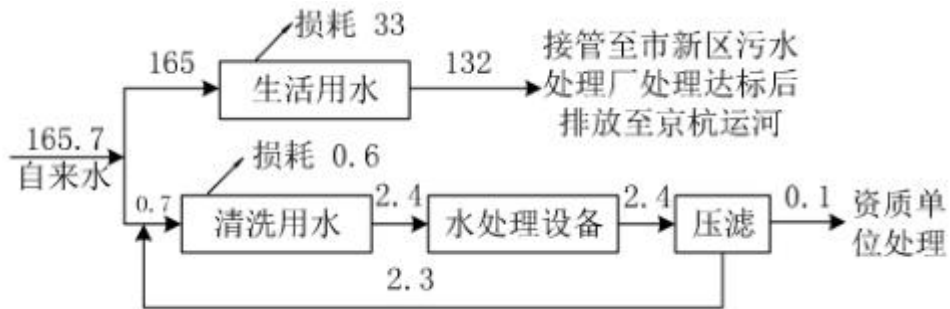 损耗 33
165
生活用水
132
接管至市新区污水
处理厂处理达标后
排放至京杭运河
165.7
自来水
损耗 0.6
0.7
清洗用水
2.4
水处理设备
2.4
压滤
0.1
资质单
位处理
2.3